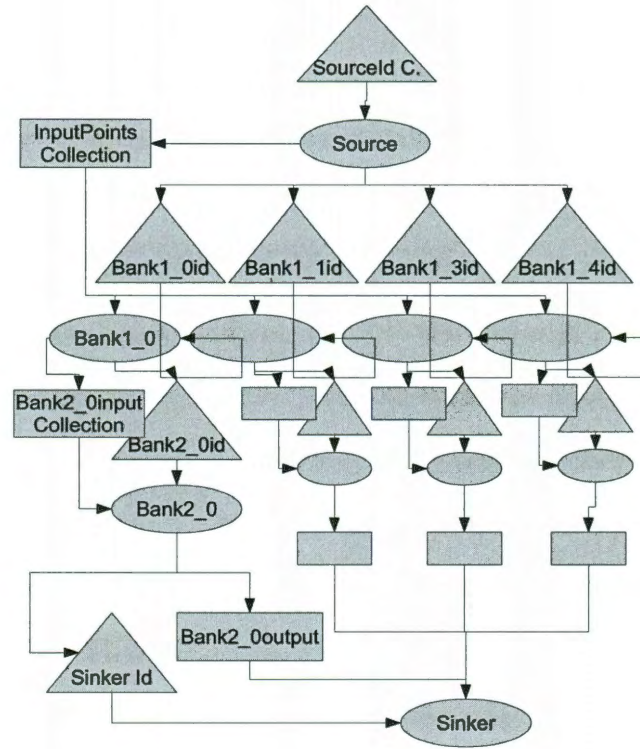 SourceId C.
InputPoints
Collection
Source
Bank1_0id
Bank1_1id
Bank1_3id
Bank1_4id
Bank1_0
Bank2_0input
Collection
Bank2_0id
Bank2_0
Bank2_0output
Sinker Id
Sinker